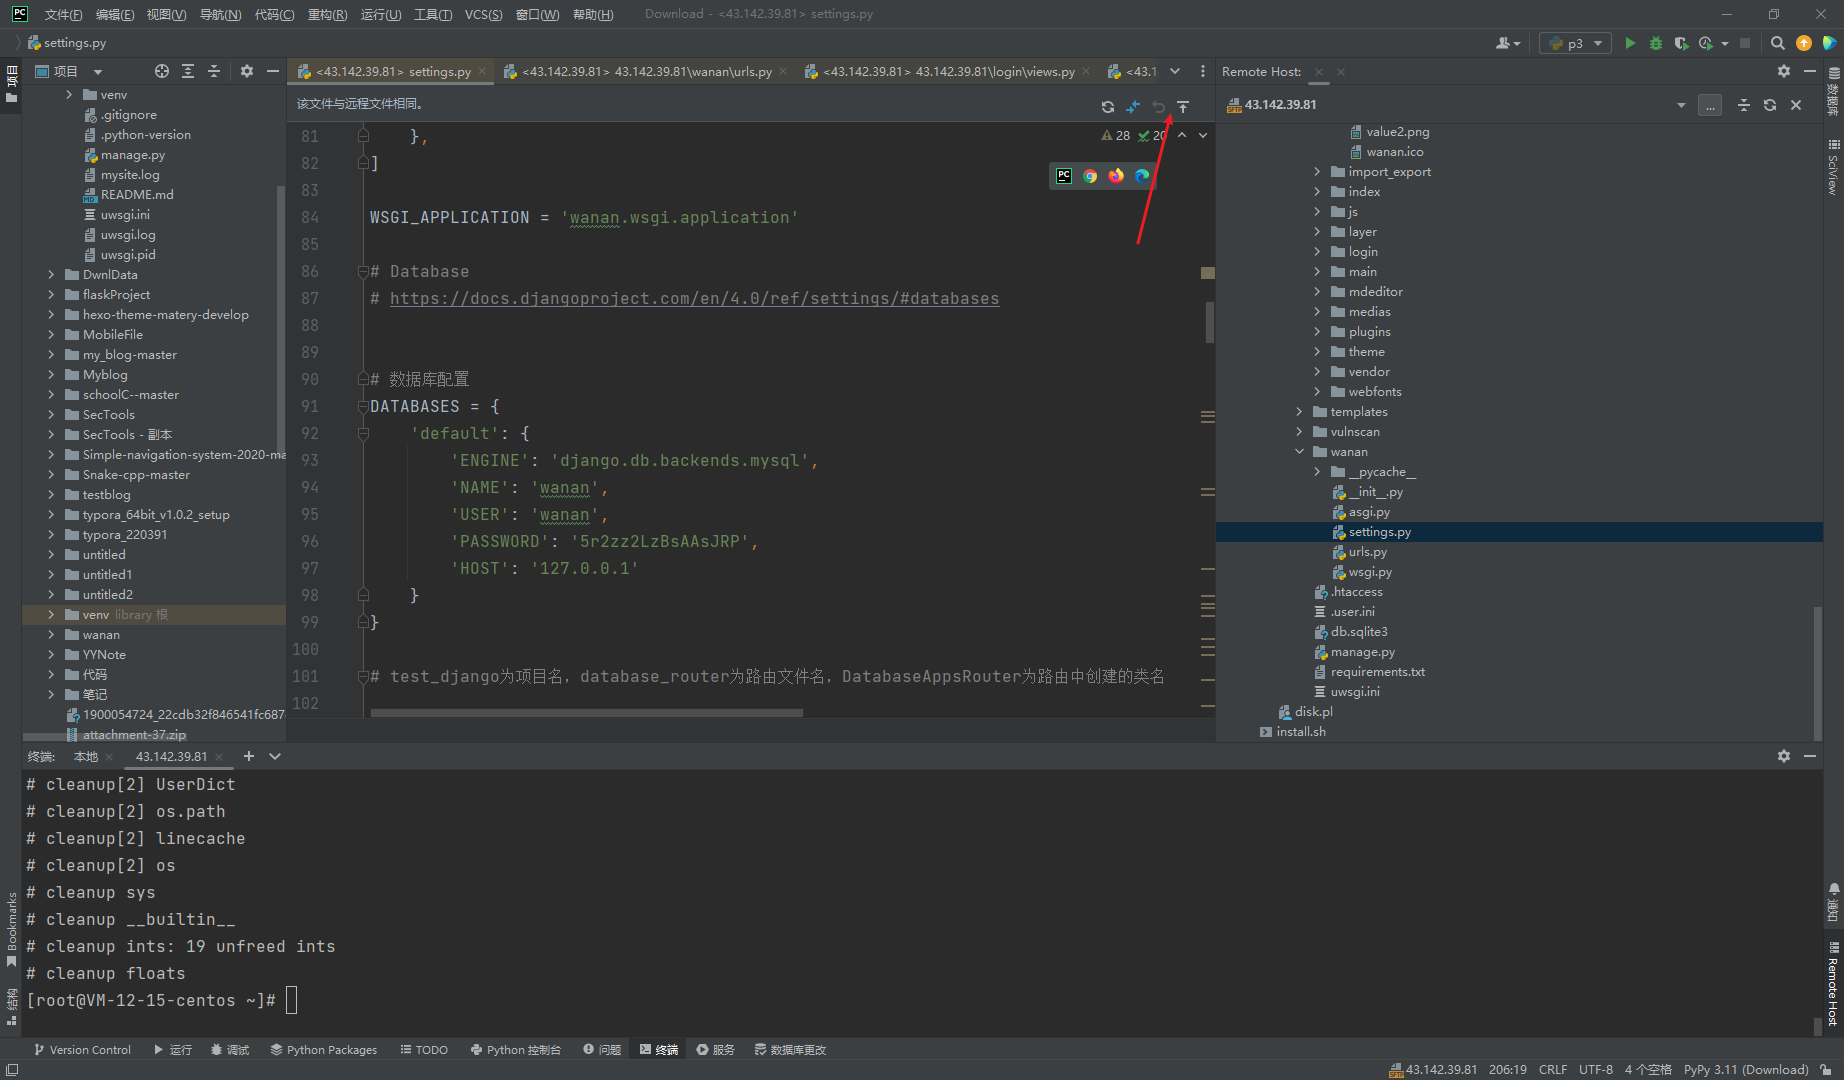 PC 文件(F) 编辑(E) 视图(V) 导航(N) 代码(C) 重构(R) 运行(U) 工具(T) VCS(S) 窗口(W) 帮助(H) Download - <43.142.39.81> settings.py
settings.py
p3
项目
项目
venv
.gitignore
.python-version
manage.py
mysite.log
README.md
uwsgi.ini
uwsgi.log
uwsgi.pid
DwnlData
flaskProject
hexo-theme-matery-develop
MobileFile
my_blog-master
Myblog
schoolC--master
SecTools
SecTools - 副本
Simple-navigation-system-2020-ma
Snake-cpp-master
testblog
typora_64bit_v1.0.2_setup
typora_220391
untitled
untitled1
untitled2
venv library 根
wanan
YYNote
代码
笔记
1900054724_22cdb32f846541fc687
attachment-37.zip
<43.142.39.81> settings.py
<43.142.39.81> 43.142.39.81\wanan\urls.py
<43.142.39.81> 43.142.39.81\login\views.py
<43.1
该文件与远程文件相同。
28 20
PC
81 },
82 ]
83
84 WSGI_APPLICATION = 'wanan.wsgi.application'
85
86 # Database
87 # https://docs.djangoproject.com/en/4.0/ref/settings/#databases
88
89
90 # 数据库配置
91 DATABASES = {
92 'default': {
93 'ENGINE': 'django.db.backends.mysql',
94 'NAME': 'wanan',
95 'USER': 'wanan',
96 'PASSWORD': '5r2zz2LzBsAAsJRP',
97 'HOST': '127.0.0.1'
98 }
99 }
100
101 # test_django为项目名，database_router为路由文件名，DatabaseAppsRouter为路由中创建的类名
102
Remote Host:
43.142.39.81
...
value2.png
wanan.ico
import_export
index
js
layer
login
main
mdeditor
medias
plugins
theme
vendor
webfonts
templates
vulnscan
wanan
__pycache__
__init__.py
asgi.py
settings.py
urls.py
wsgi.py
.htaccess
.user.ini
db.sqlite3
manage.py
requirements.txt
uwsgi.ini
disk.pl
install.sh
数据库
SciView
通知
Remote Host
终端: 本地 43.142.39.81
# cleanup[2] UserDict
# cleanup[2] os.path
# cleanup[2] linecache
# cleanup[2] os
# cleanup sys
# cleanup __builtin__
# cleanup ints: 19 unfreed ints
# cleanup floats
[root@VM-12-15-centos ~]#
Bookmarks
结构
Version Control 运行 调试 Python Packages TODO Python 控制台 问题 终端 服务 数据库更改
43.142.39.81 206:19 CRLF UTF-8 4 个空格 PyPy 3.11 (Download)